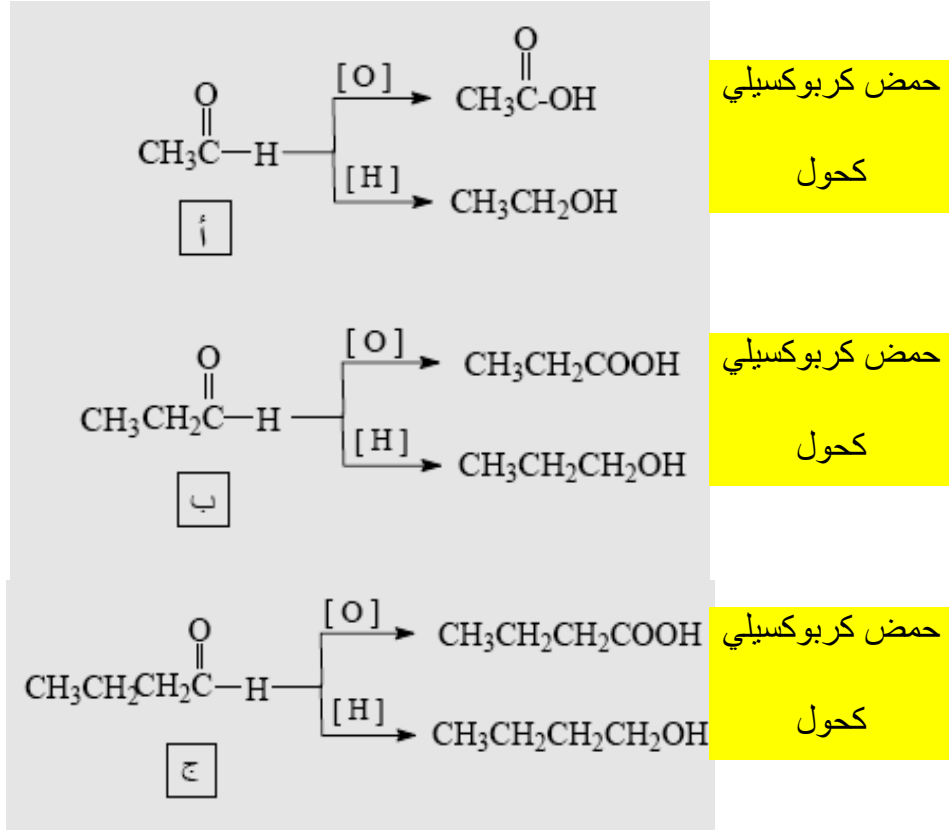 O
[ O ] CH₃C-OH حمض كربوكسيلي
O
CH₃C—H
[ H ] CH₃CH₂OH كحول
أ
[ O ] CH₃CH₂COOH حمض كربوكسيلي
O
CH₃CH₂C—H
[ H ] CH₃CH₂CH₂OH كحول
ب
[ O ] CH₃CH₂CH₂COOH حمض كربوكسيلي
O
CH₃CH₂CH₂C—H
[ H ] CH₃CH₂CH₂CH₂OH كحول
ج